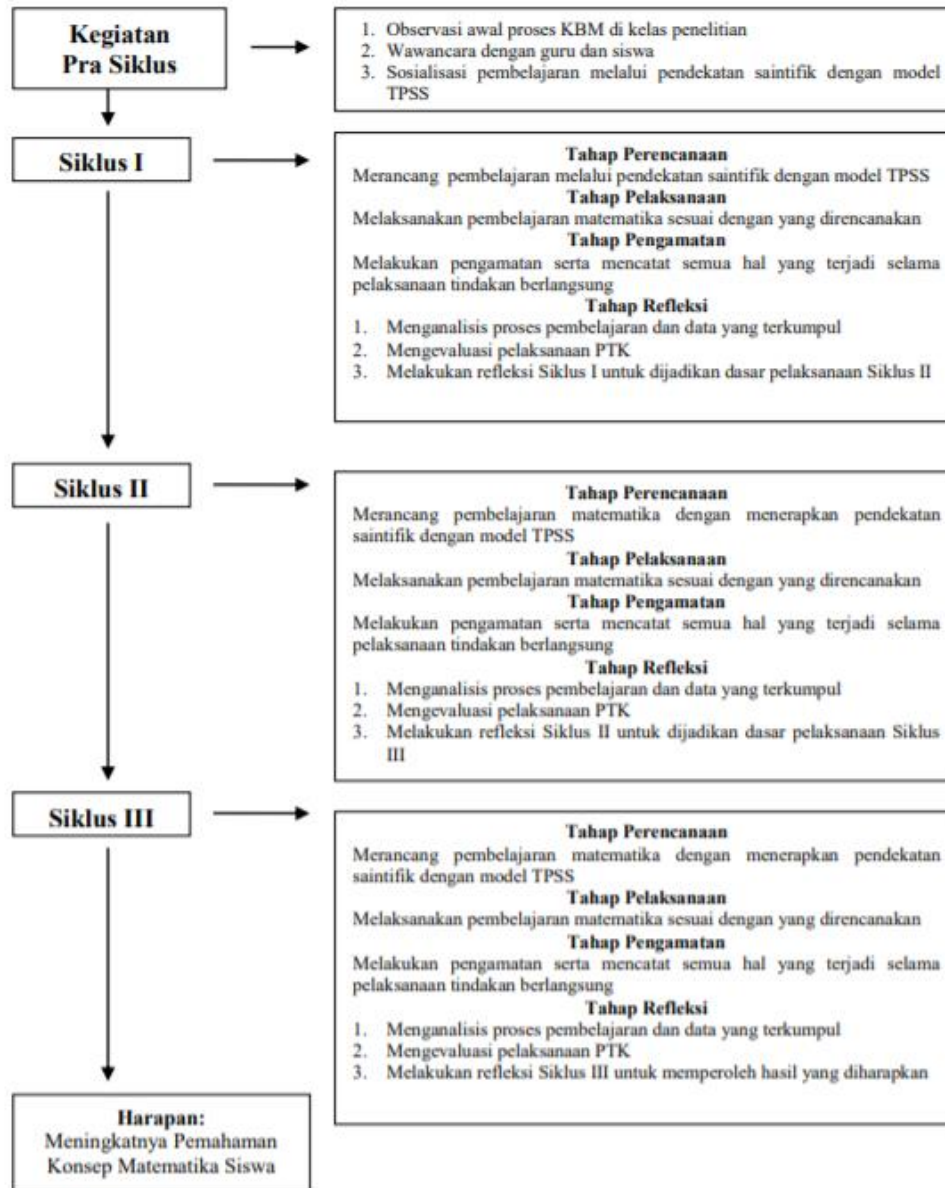 Kegiatan
Pra Siklus
1. Observasi awal proses KBM di kelas penelitian
2. Wawancara dengan guru dan siswa
3. Sosialisasi pembelajaran melalui pendekatan saintifik dengan model
TPSS
Siklus I
Tahap Perencanaan
Merancang pembelajaran melalui pendekatan saintifik dengan model TPSS
Tahap Pelaksanaan
Melaksanakan pembelajaran matematika sesuai dengan yang direncanakan
Tahap Pengamatan
Melakukan pengamatan serta mencatat semua hal yang terjadi selama
pelaksanaan tindakan berlangsung
Tahap Refleksi
1. Menganalisis proses pembelajaran dan data yang terkumpul
2. Mengevaluasi pelaksanaan PTK
3. Melakukan refleksi Siklus I untuk dijadikan dasar pelaksanaan Siklus II
Siklus II
Tahap Perencanaan
Merancang pembelajaran matematika dengan menerapkan pendekatan
saintifik dengan model TPSS
Tahap Pelaksanaan
Melaksanakan pembelajaran matematika sesuai dengan yang direncanakan
Tahap Pengamatan
Melakukan pengamatan serta mencatat semua hal yang terjadi selama
pelaksanaan tindakan berlangsung
Tahap Refleksi
1. Menganalisis proses pembelajaran dan data yang terkumpul
2. Mengevaluasi pelaksanaan PTK
3. Melakukan refleksi Siklus II untuk dijadikan dasar pelaksanaan Siklus
III
Siklus III
Tahap Perencanaan
Merancang pembelajaran matematika dengan menerapkan pendekatan
saintifik dengan model TPSS
Tahap Pelaksanaan
Melaksanakan pembelajaran matematika sesuai dengan yang direncanakan
Tahap Pengamatan
Melakukan pengamatan serta mencatat semua hal yang terjadi selama
pelaksanaan tindakan berlangsung
Tahap Refleksi
1. Menganalisis proses pembelajaran dan data yang terkumpul
2. Mengevaluasi pelaksanaan PTK
3. Melakukan refleksi Siklus III untuk memperoleh hasil yang diharapkan
Harapan:
Meningkatnya Pemahaman
Konsep Matematika Siswa